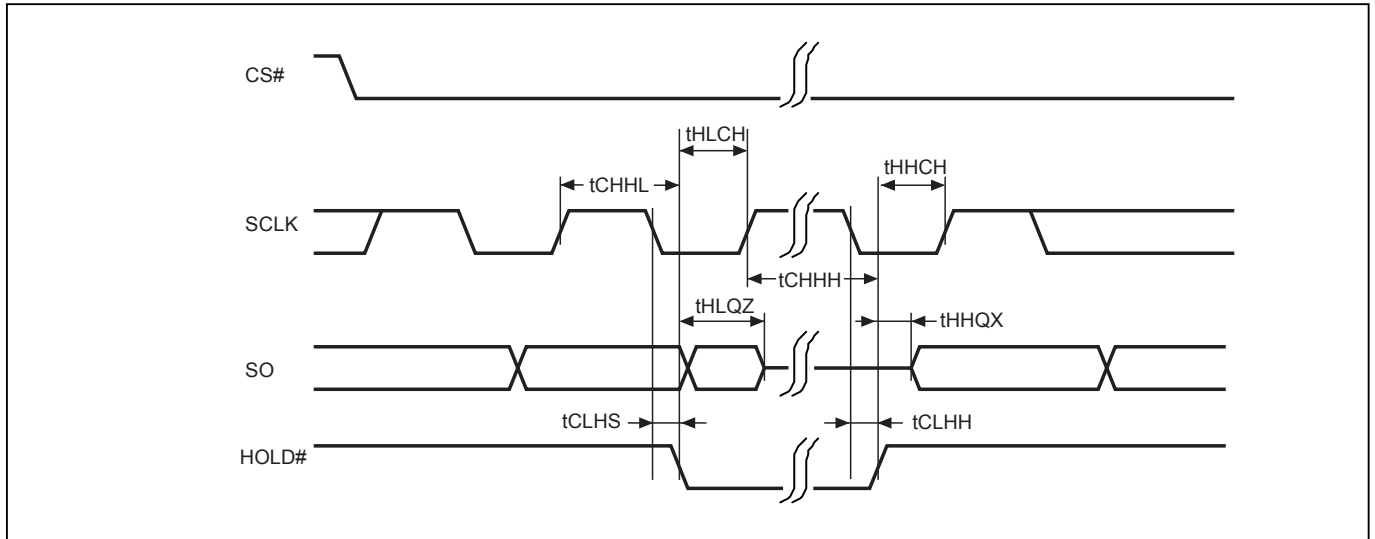 CS#
tHLCH
tHHCH
tCHHL
SCLK
tCHHH
tHLQZ
tHHQX
SO
tCLHS
tCLHH
HOLD#